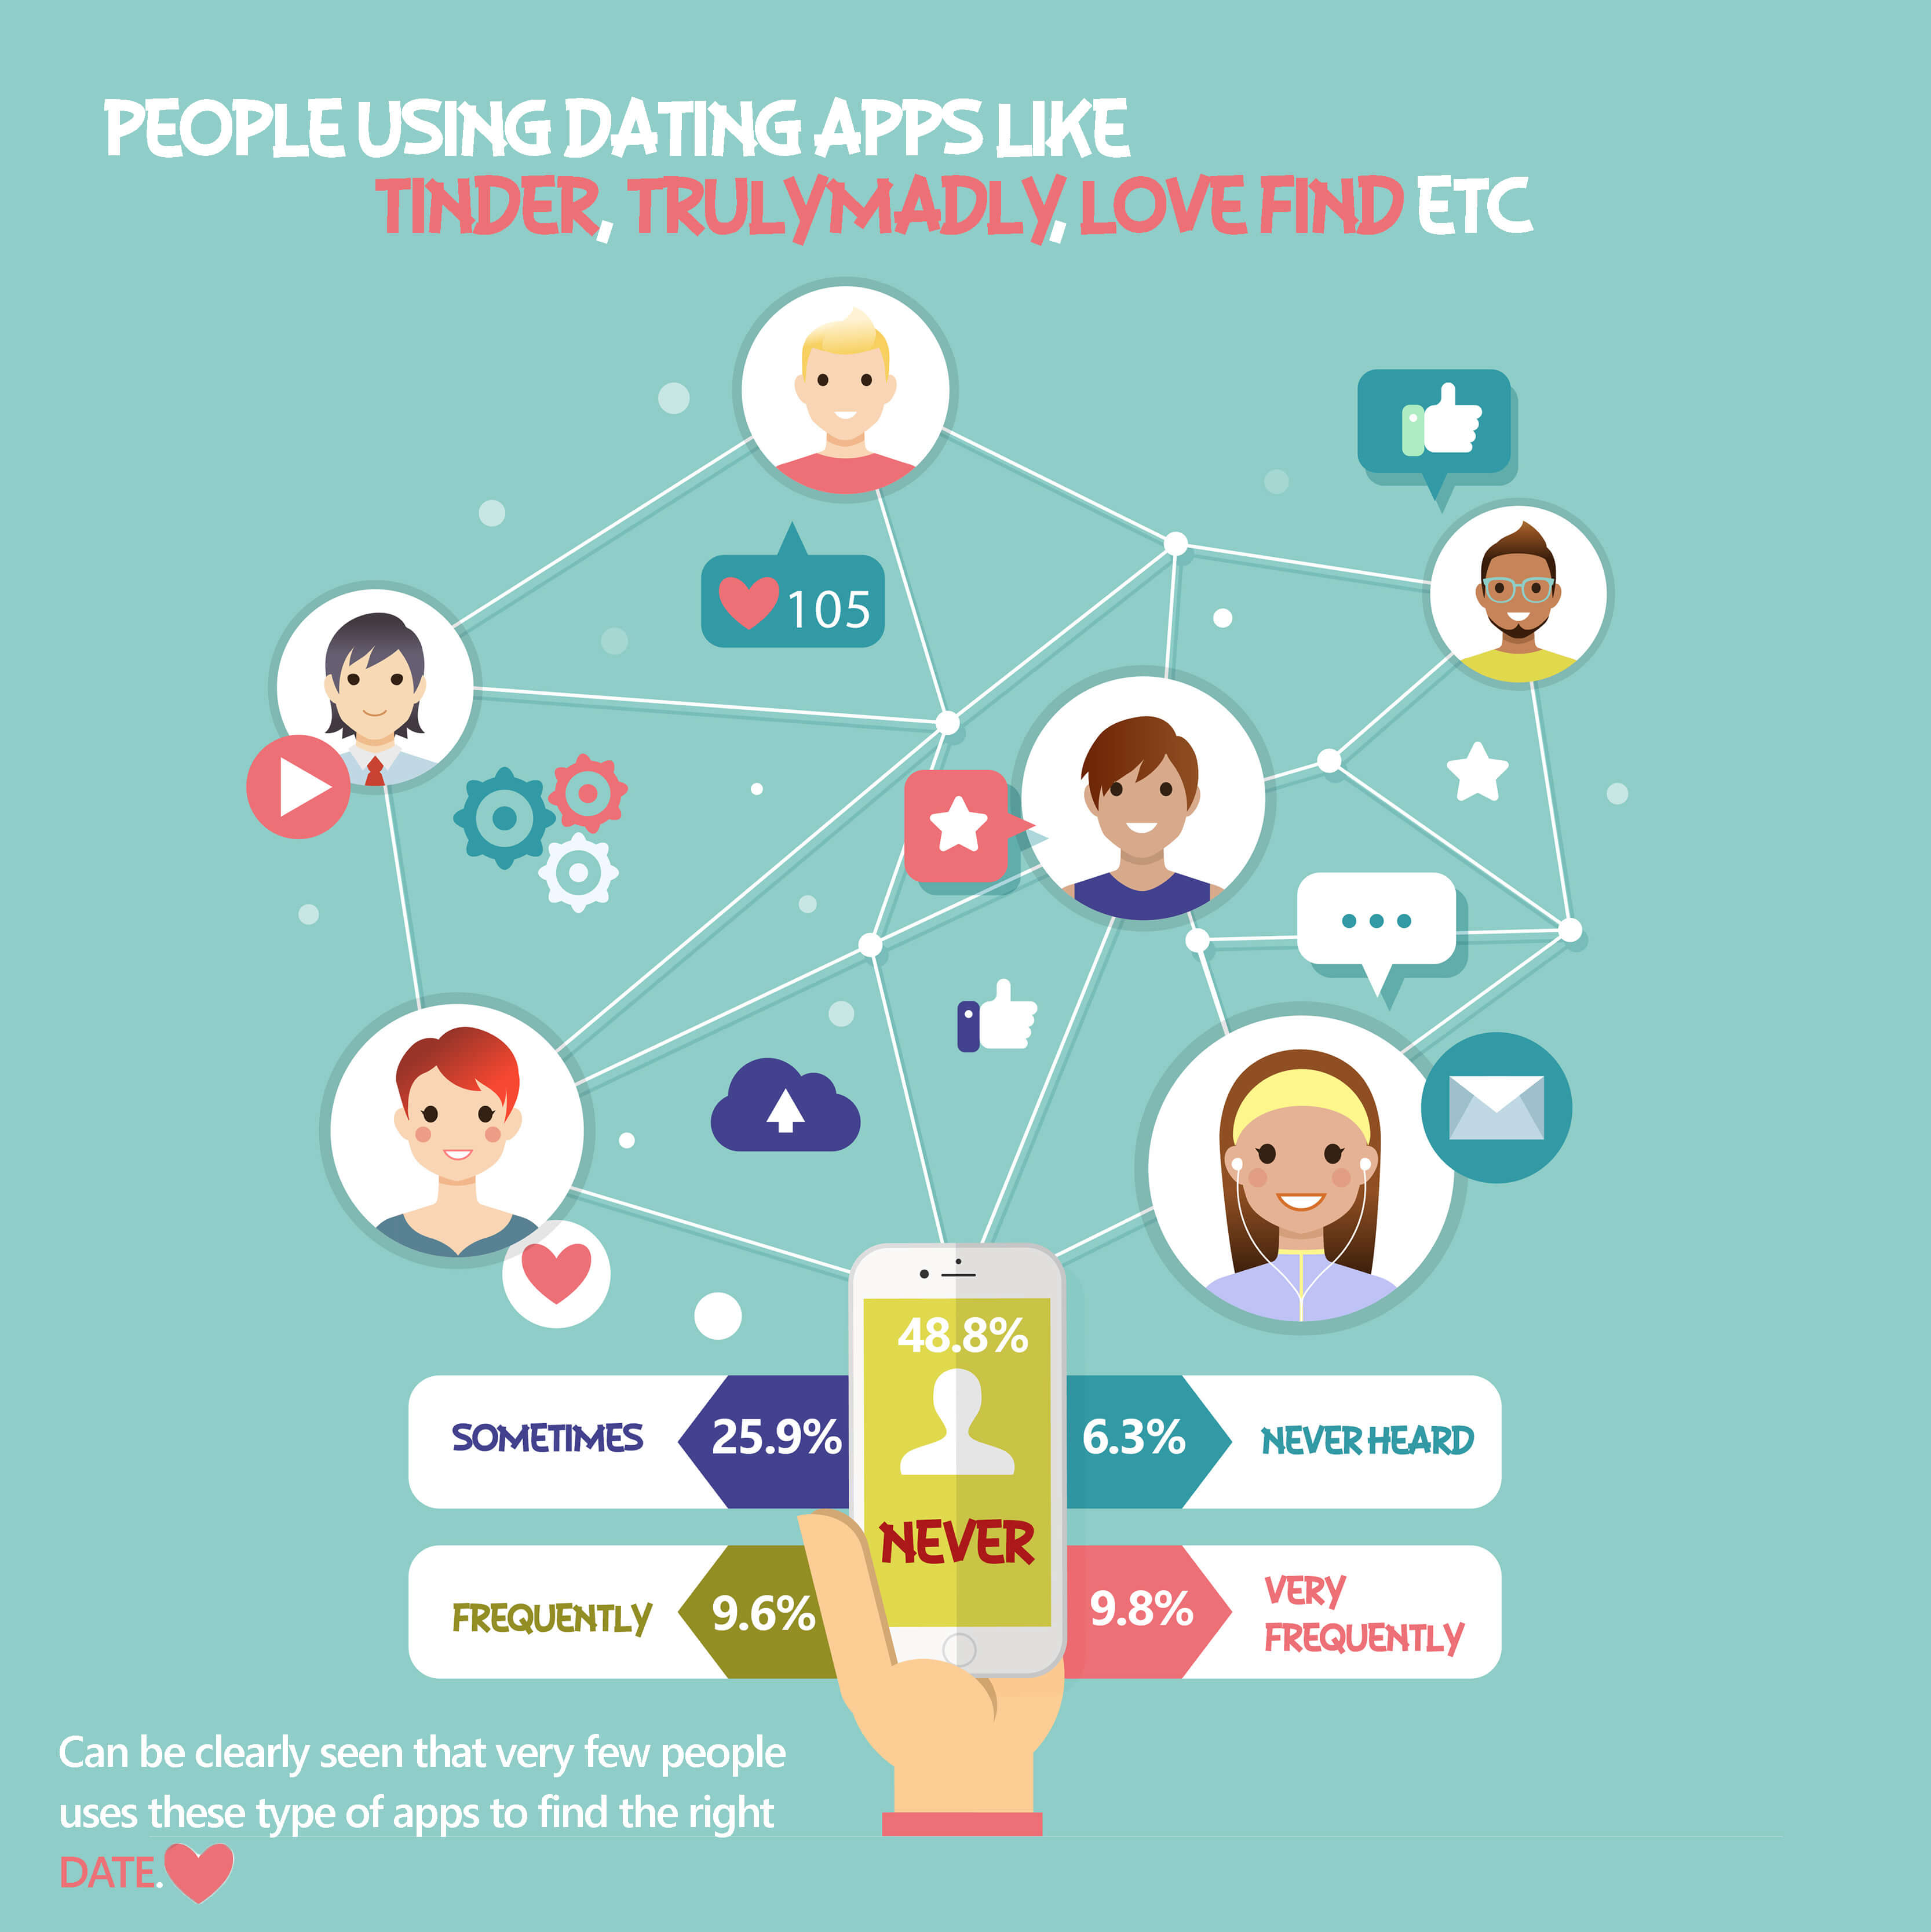 PEOPLE USING DATING APPS LIKE
TINDER, TRULYMADLY, LOVE FIND ETC
105
48.8%
NEVER
SOMETIMES
25.9%
6.3%
NEVER HEARD
FREQUENTLY
9.6%
9.8%
VERY
FREQUENTLY
Can be clearly seen that very few people
uses these type of apps to find the right
DATE.